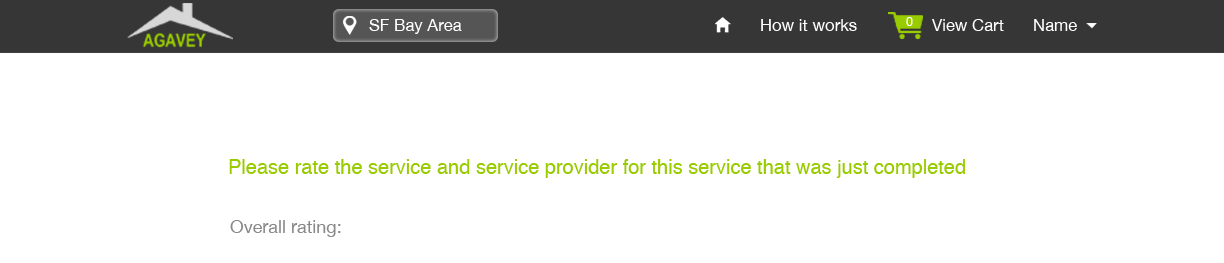 AGAVEY
SF Bay Area
How it works
0
View Cart
Name
Please rate the service and service provider for this service that was just completed
Overall rating: